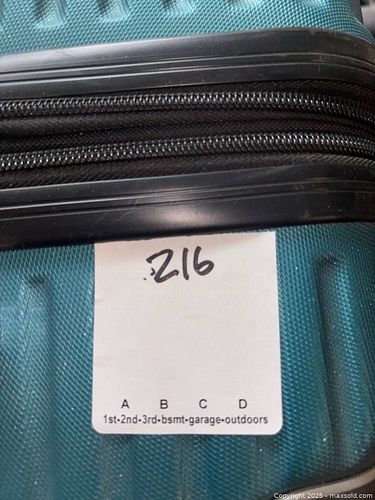 216
A B C D
1st-2nd-3rd-bsmt-garage-outdoors
Copyright 2025 - maxsold.com